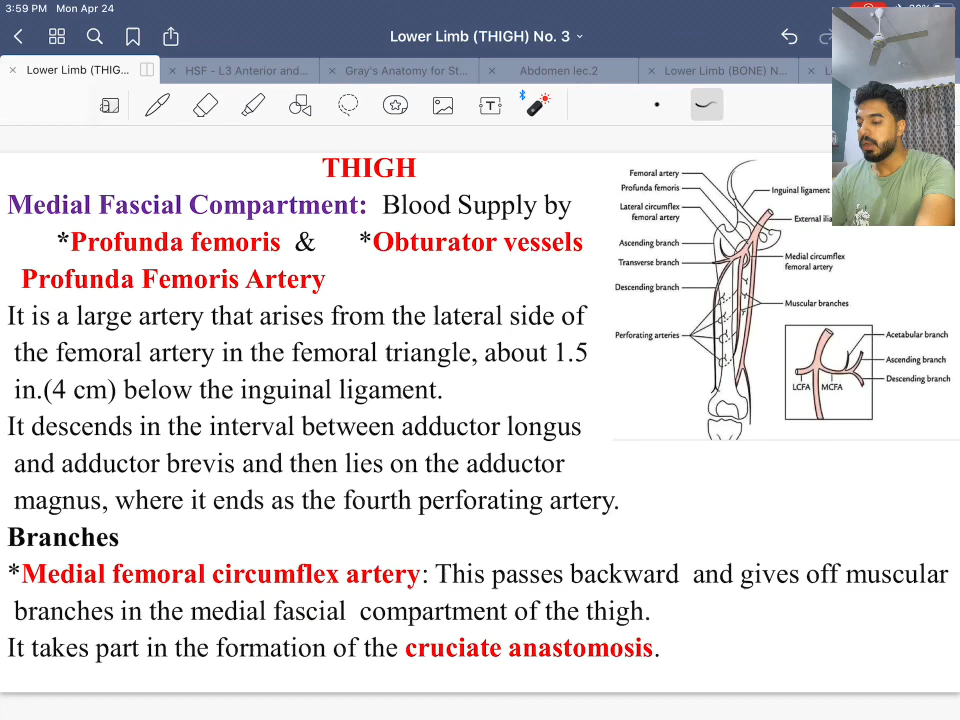 3:59 PM Mon Apr 24
Lower Limb (THIGH) No. 3
Lower Limb (THIG...
HSF - L3 Anterior and...
Gray's Anatomy for St...
Abdomen lec.2
Lower Limb (BONE) N...
THIGH
Medial Fascial Compartment: Blood Supply by
*Profunda femoris & *Obturator vessels
Profunda Femoris Artery
It is a large artery that arises from the lateral side of
the femoral artery in the femoral triangle, about 1.5
in.(4 cm) below the inguinal ligament.
It descends in the interval between adductor longus
and adductor brevis and then lies on the adductor
magnus, where it ends as the fourth perforating artery.
Branches
*Medial femoral circumflex artery: This passes backward and gives off muscular
branches in the medial fascial compartment of the thigh.
It takes part in the formation of the cruciate anastomosis.
Femoral artery
Profunda femoris
Lateral circumflex
femoral artery
Ascending branch
Transverse branch
Descending branch
Perforating arteries
Inguinal ligament
External
Medial circumflex
femoral artery
Muscular branches
Acetabular branch
Ascending branch
Descending branch
LCFA MCFA